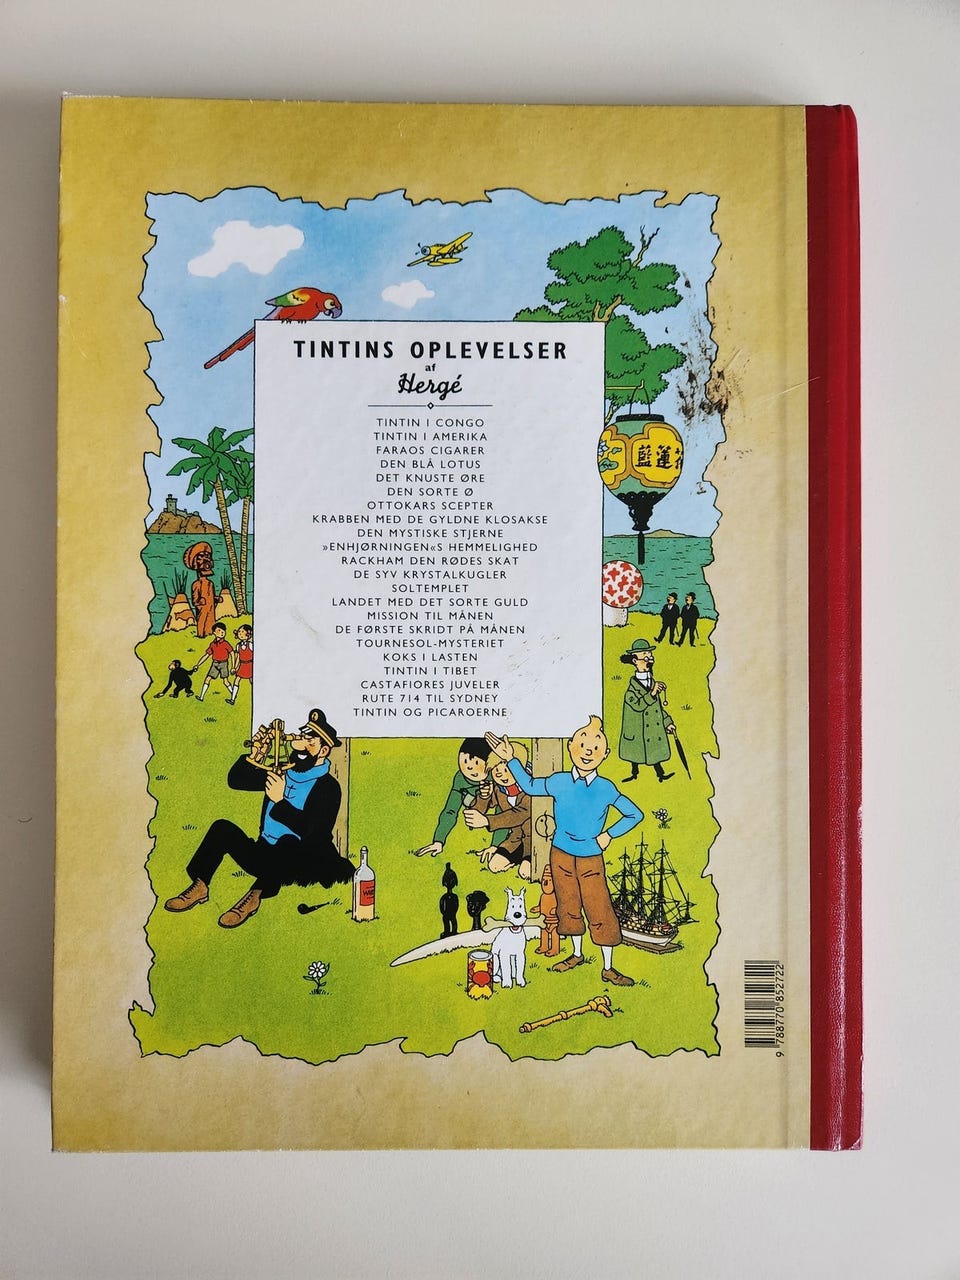 TINTINS OPLEVELSER
af
Hergé
TINTIN I CONGO
TINTIN I AMERIKA
FARAOS CIGARER
DEN BLÅ LOTUS
DET KNUSTE ØRE
DEN SORTE Ø
OTTOKARS SCEPTER
KRABBEN MED DE GYLDNE KLOSAKSE
DEN MYSTISKE STJERNE
»ENHJØRNINGEN«S HEMMELIGHED
RACKHAM DEN RØDES SKAT
DE SYV KRYSTALKUGLER
SOLTEMPLET
LANDET MED DET SORTE GULD
MISSION TIL MÅNEN
DE FØRSTE SKRIDT PÅ MÅNEN
TOURNESOL-MYSTERIET
KOKS I LASTEN
TINTIN I TIBET
CASTAFIORES JUVELER
RUTE 714 TIL SYDNEY
TINTIN OG PICAROERNE
藍蓮
9 788770 852722